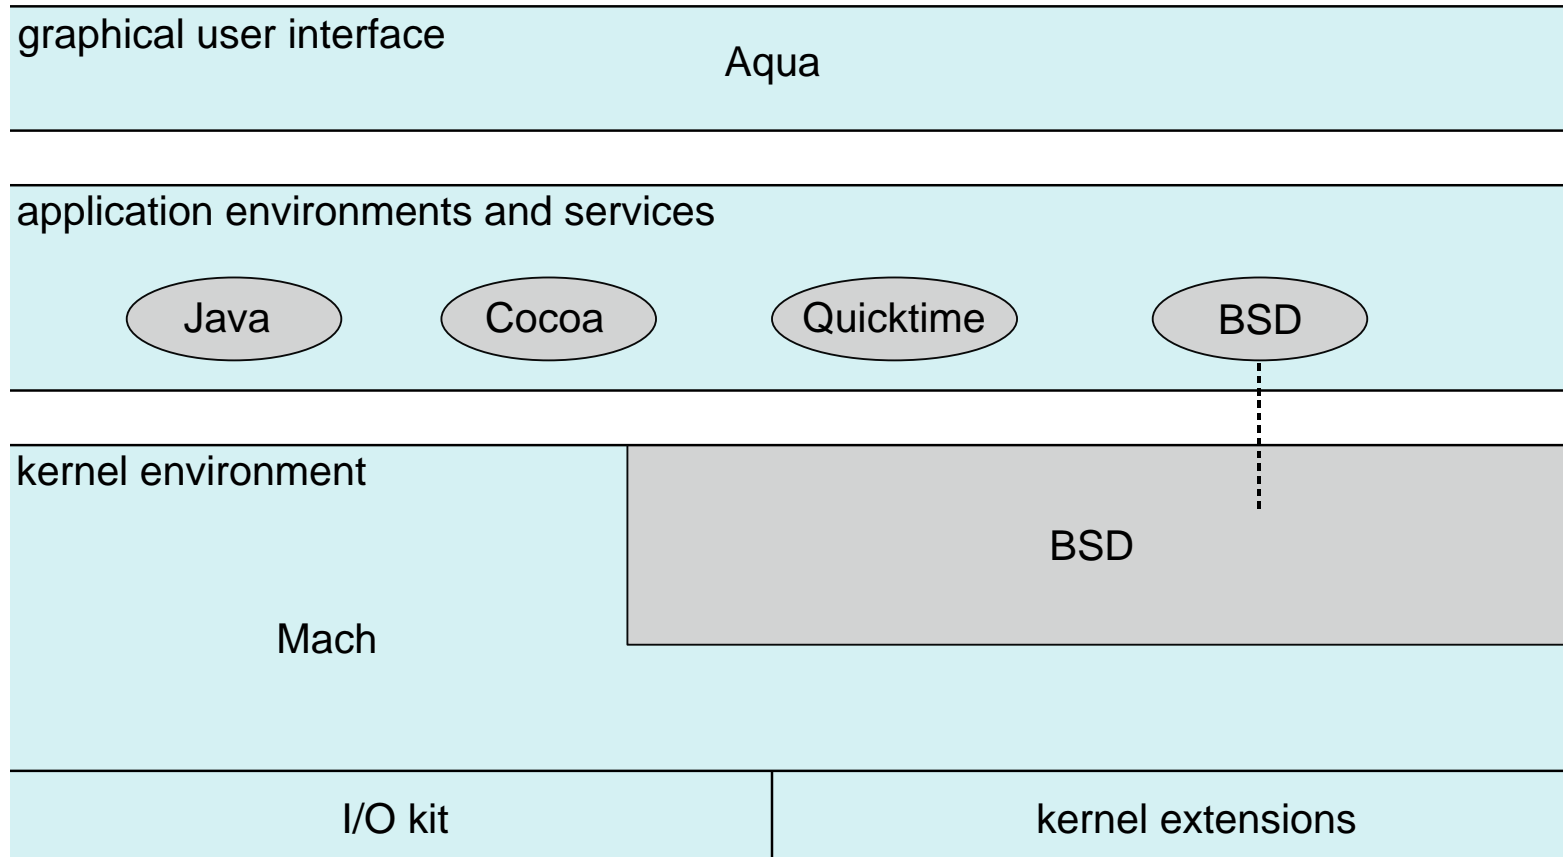 graphical user interface
Aqua
application environments and services
Java
Cocoa
Quicktime
BSD
kernel environment
BSD
Mach
I/O kit
kernel extensions